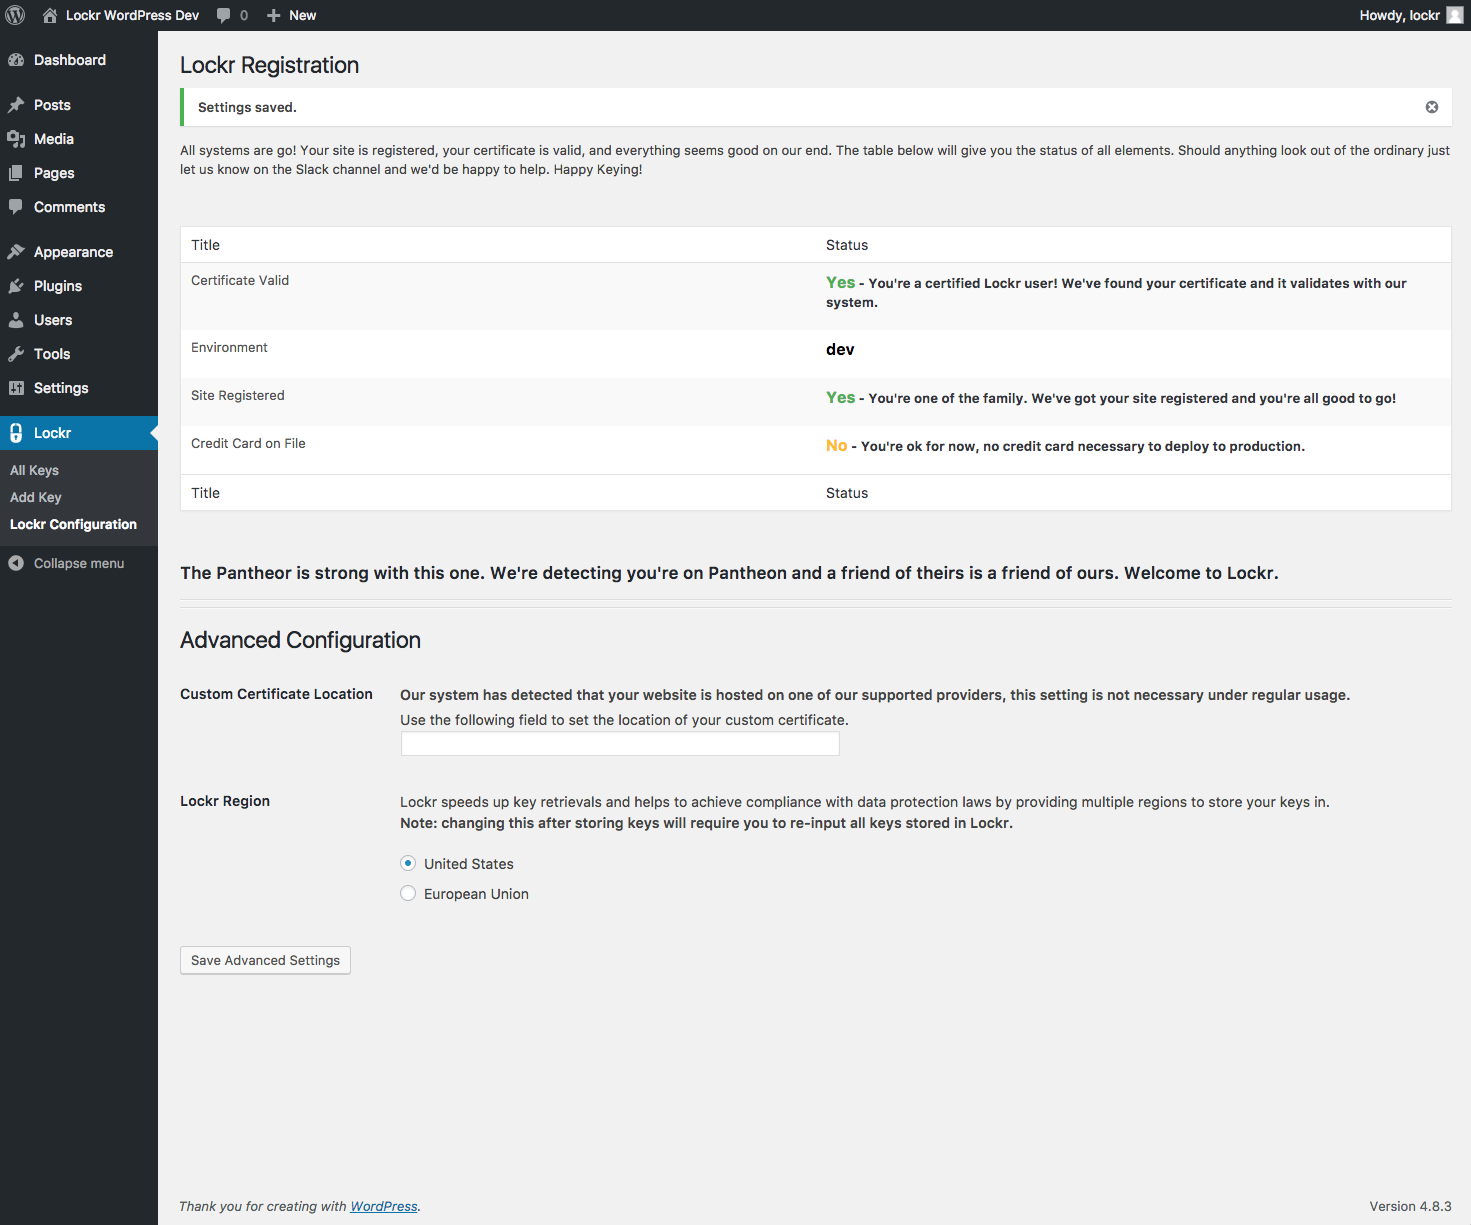 Lockr WordPress Dev 0 New Howdy, lockr
Dashboard
Posts
Media
Pages
Comments
Appearance
Plugins
Users
Tools
Settings
Lockr
All Keys
Add Key
Lockr Configuration
Collapse menu
Lockr Registration
Settings saved.
All systems are go! Your site is registered, your certificate is valid, and everything seems good on our end. The table below will give you the status of all elements. Should anything look out of the ordinary just
let us know on the Slack channel and we'd be happy to help. Happy Keying!
Title Status
Certificate Valid Yes - You're a certified Lockr user! We've found your certificate and it validates with our
system.
Environment dev
Site Registered Yes - You're one of the family. We've got your site registered and you're all good to go!
Credit Card on File No - You're ok for now, no credit card necessary to deploy to production.
Title Status
The Pantheor is strong with this one. We're detecting you're on Pantheon and a friend of theirs is a friend of ours. Welcome to Lockr.
Advanced Configuration
Custom Certificate Location Our system has detected that your website is hosted on one of our supported providers, this setting is not necessary under regular usage.
Use the following field to set the location of your custom certificate.
Lockr Region Lockr speeds up key retrievals and helps to achieve compliance with data protection laws by providing multiple regions to store your keys in.
Note: changing this after storing keys will require you to re-input all keys stored in Lockr.
United States
European Union
Save Advanced Settings
Thank you for creating with WordPress. Version 4.8.3